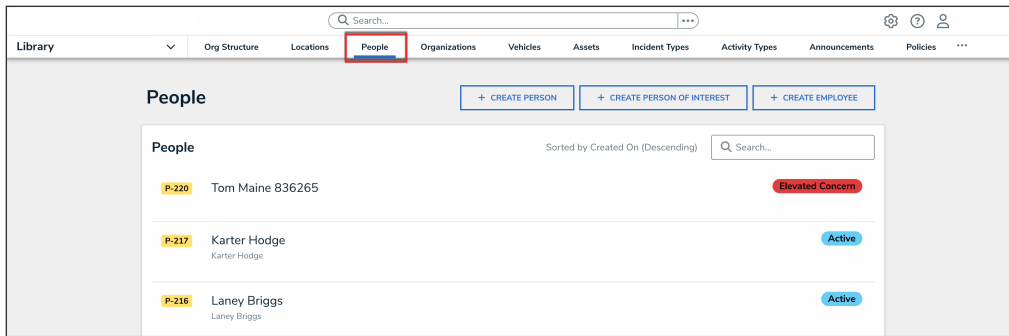 Search...
Library
Org Structure Locations People Organizations Vehicles Assets Incident Types Activity Types Announcements Policies
People
+ CREATE PERSON + CREATE PERSON OF INTEREST + CREATE EMPLOYEE
People Sorted by Created On (Descending) Search...
P-220 Tom Maine 836265 Elevated Concern
P-217 Karter Hodge Active
Karter Hodge
P-216 Laney Briggs Active
Laney Briggs